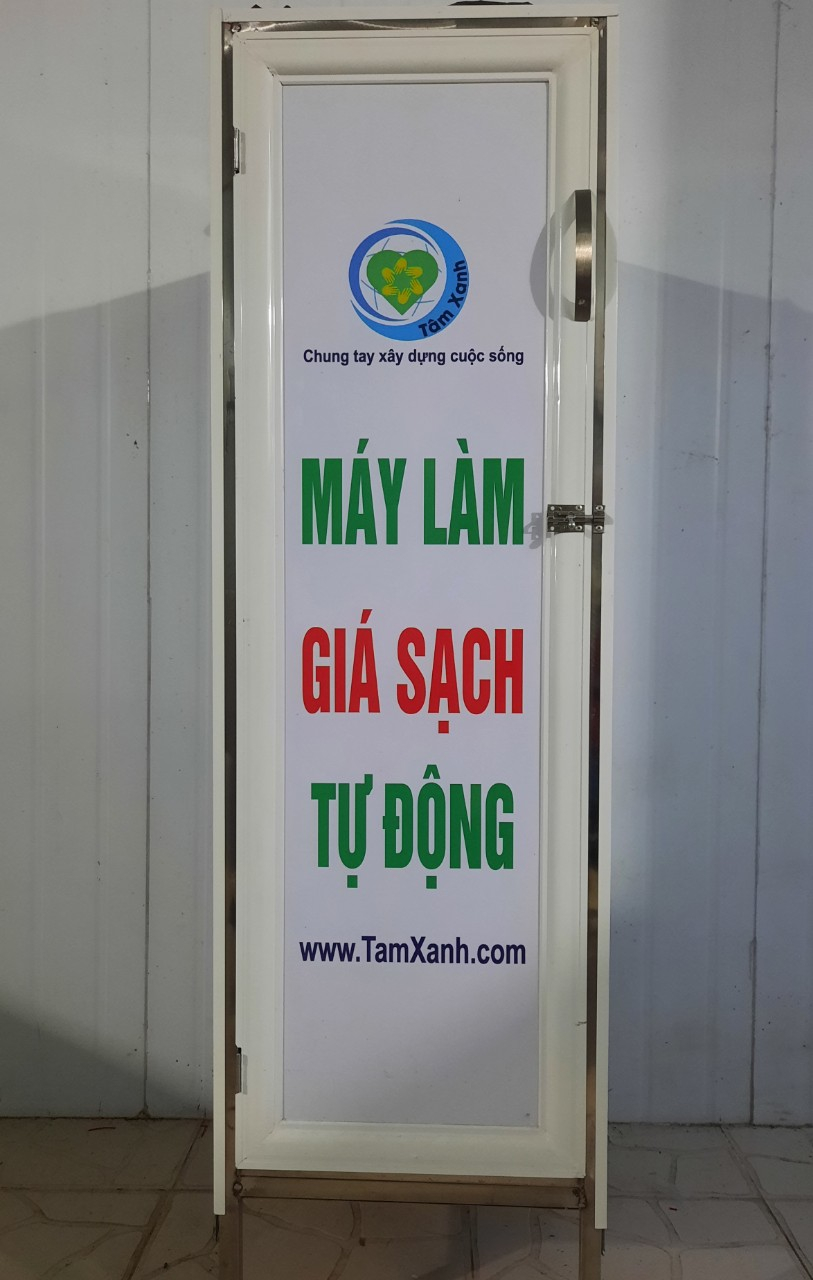 Tâm Xanh
Chung tay xây dựng cuộc sống
MÁY LÀM
GIÁ SẠCH
TỰ ĐỘNG
www.TamXanh.com